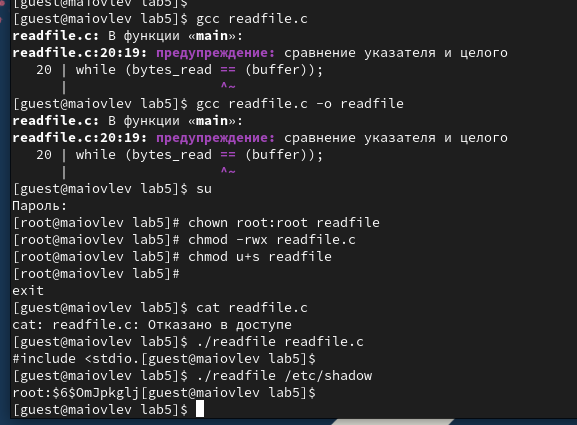 [guest@maiovlev lab5]$
[guest@maiovlev lab5]$ gcc readfile.c
readfile.c: В функции «main»:
readfile.c:20:19: предупреждение: сравнение указателя и целого
   20 | while (bytes_read == (buffer));
      |                   ^~
[guest@maiovlev lab5]$ gcc readfile.c -o readfile
readfile.c: В функции «main»:
readfile.c:20:19: предупреждение: сравнение указателя и целого
   20 | while (bytes_read == (buffer));
      |                   ^~
[guest@maiovlev lab5]$ su
Пароль:
[root@maiovlev lab5]# chown root:root readfile
[root@maiovlev lab5]# chmod -rwx readfile.c
[root@maiovlev lab5]# chmod u+s readfile
[root@maiovlev lab5]#
exit
[guest@maiovlev lab5]$ cat readfile.c
cat: readfile.c: Отказано в доступе
[guest@maiovlev lab5]$ ./readfile readfile.c
#include <stdio.[guest@maiovlev lab5]$
[guest@maiovlev lab5]$ ./readfile /etc/shadow
root:$6$OmJpkglj[guest@maiovlev lab5]$
[guest@maiovlev lab5]$